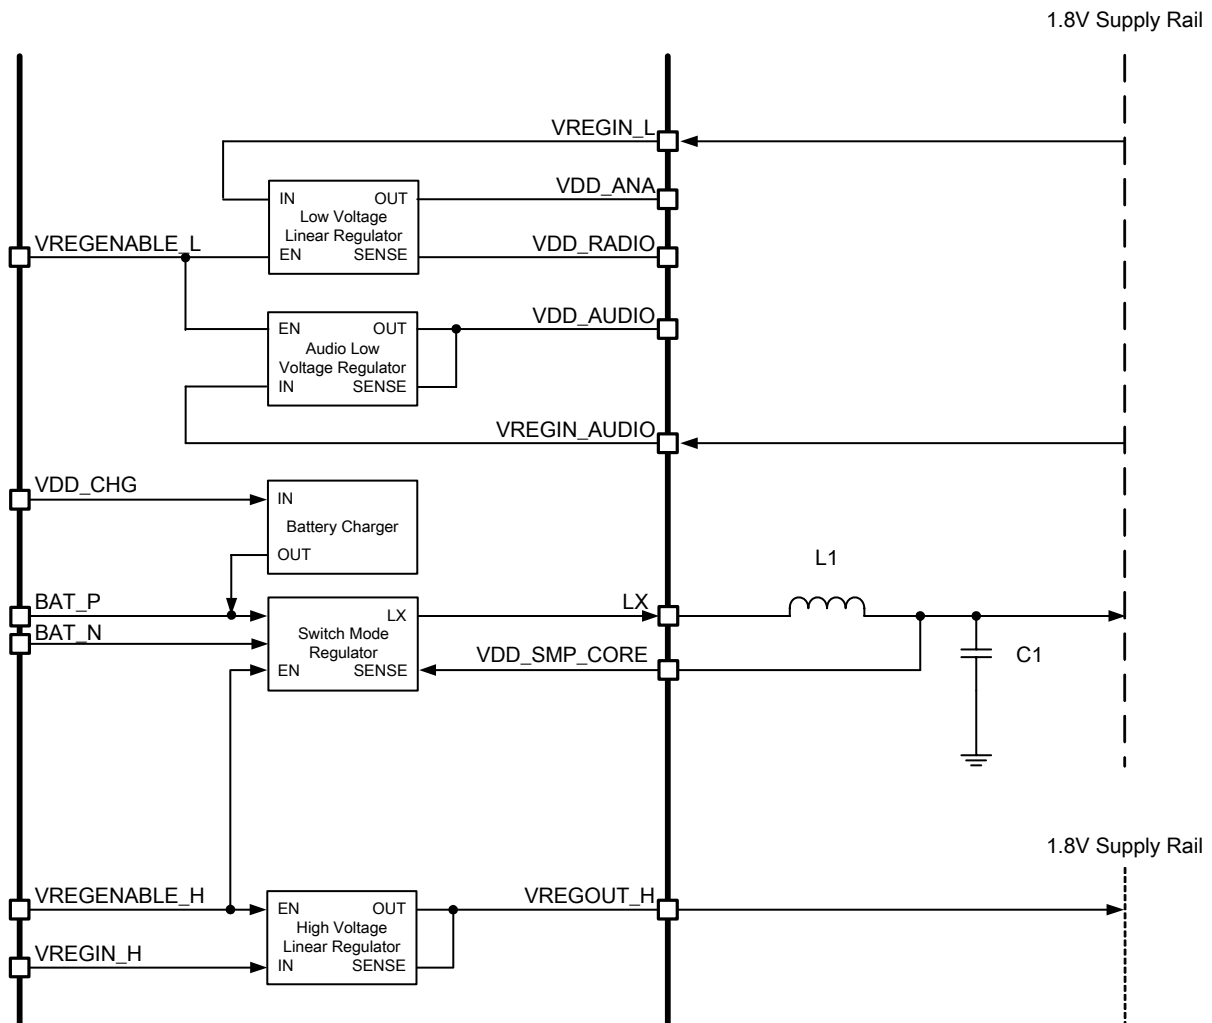 1.8V Supply Rail
VREGIN_L
IN OUT
Low Voltage
Linear Regulator
EN SENSE
VDD_ANA
VREGENABLE_L
VDD_RADIO
EN OUT
Audio Low
Voltage Regulator
IN SENSE
VDD_AUDIO
VREGIN_AUDIO
VDD_CHG
IN
Battery Charger
OUT
L1
BAT_P
BAT_N
LX
Switch Mode
Regulator
EN SENSE
LX
VDD_SMP_CORE
C1
1.8V Supply Rail
VREGENABLE_H
EN OUT
High Voltage
Linear Regulator
IN SENSE
VREGOUT_H
VREGIN_H